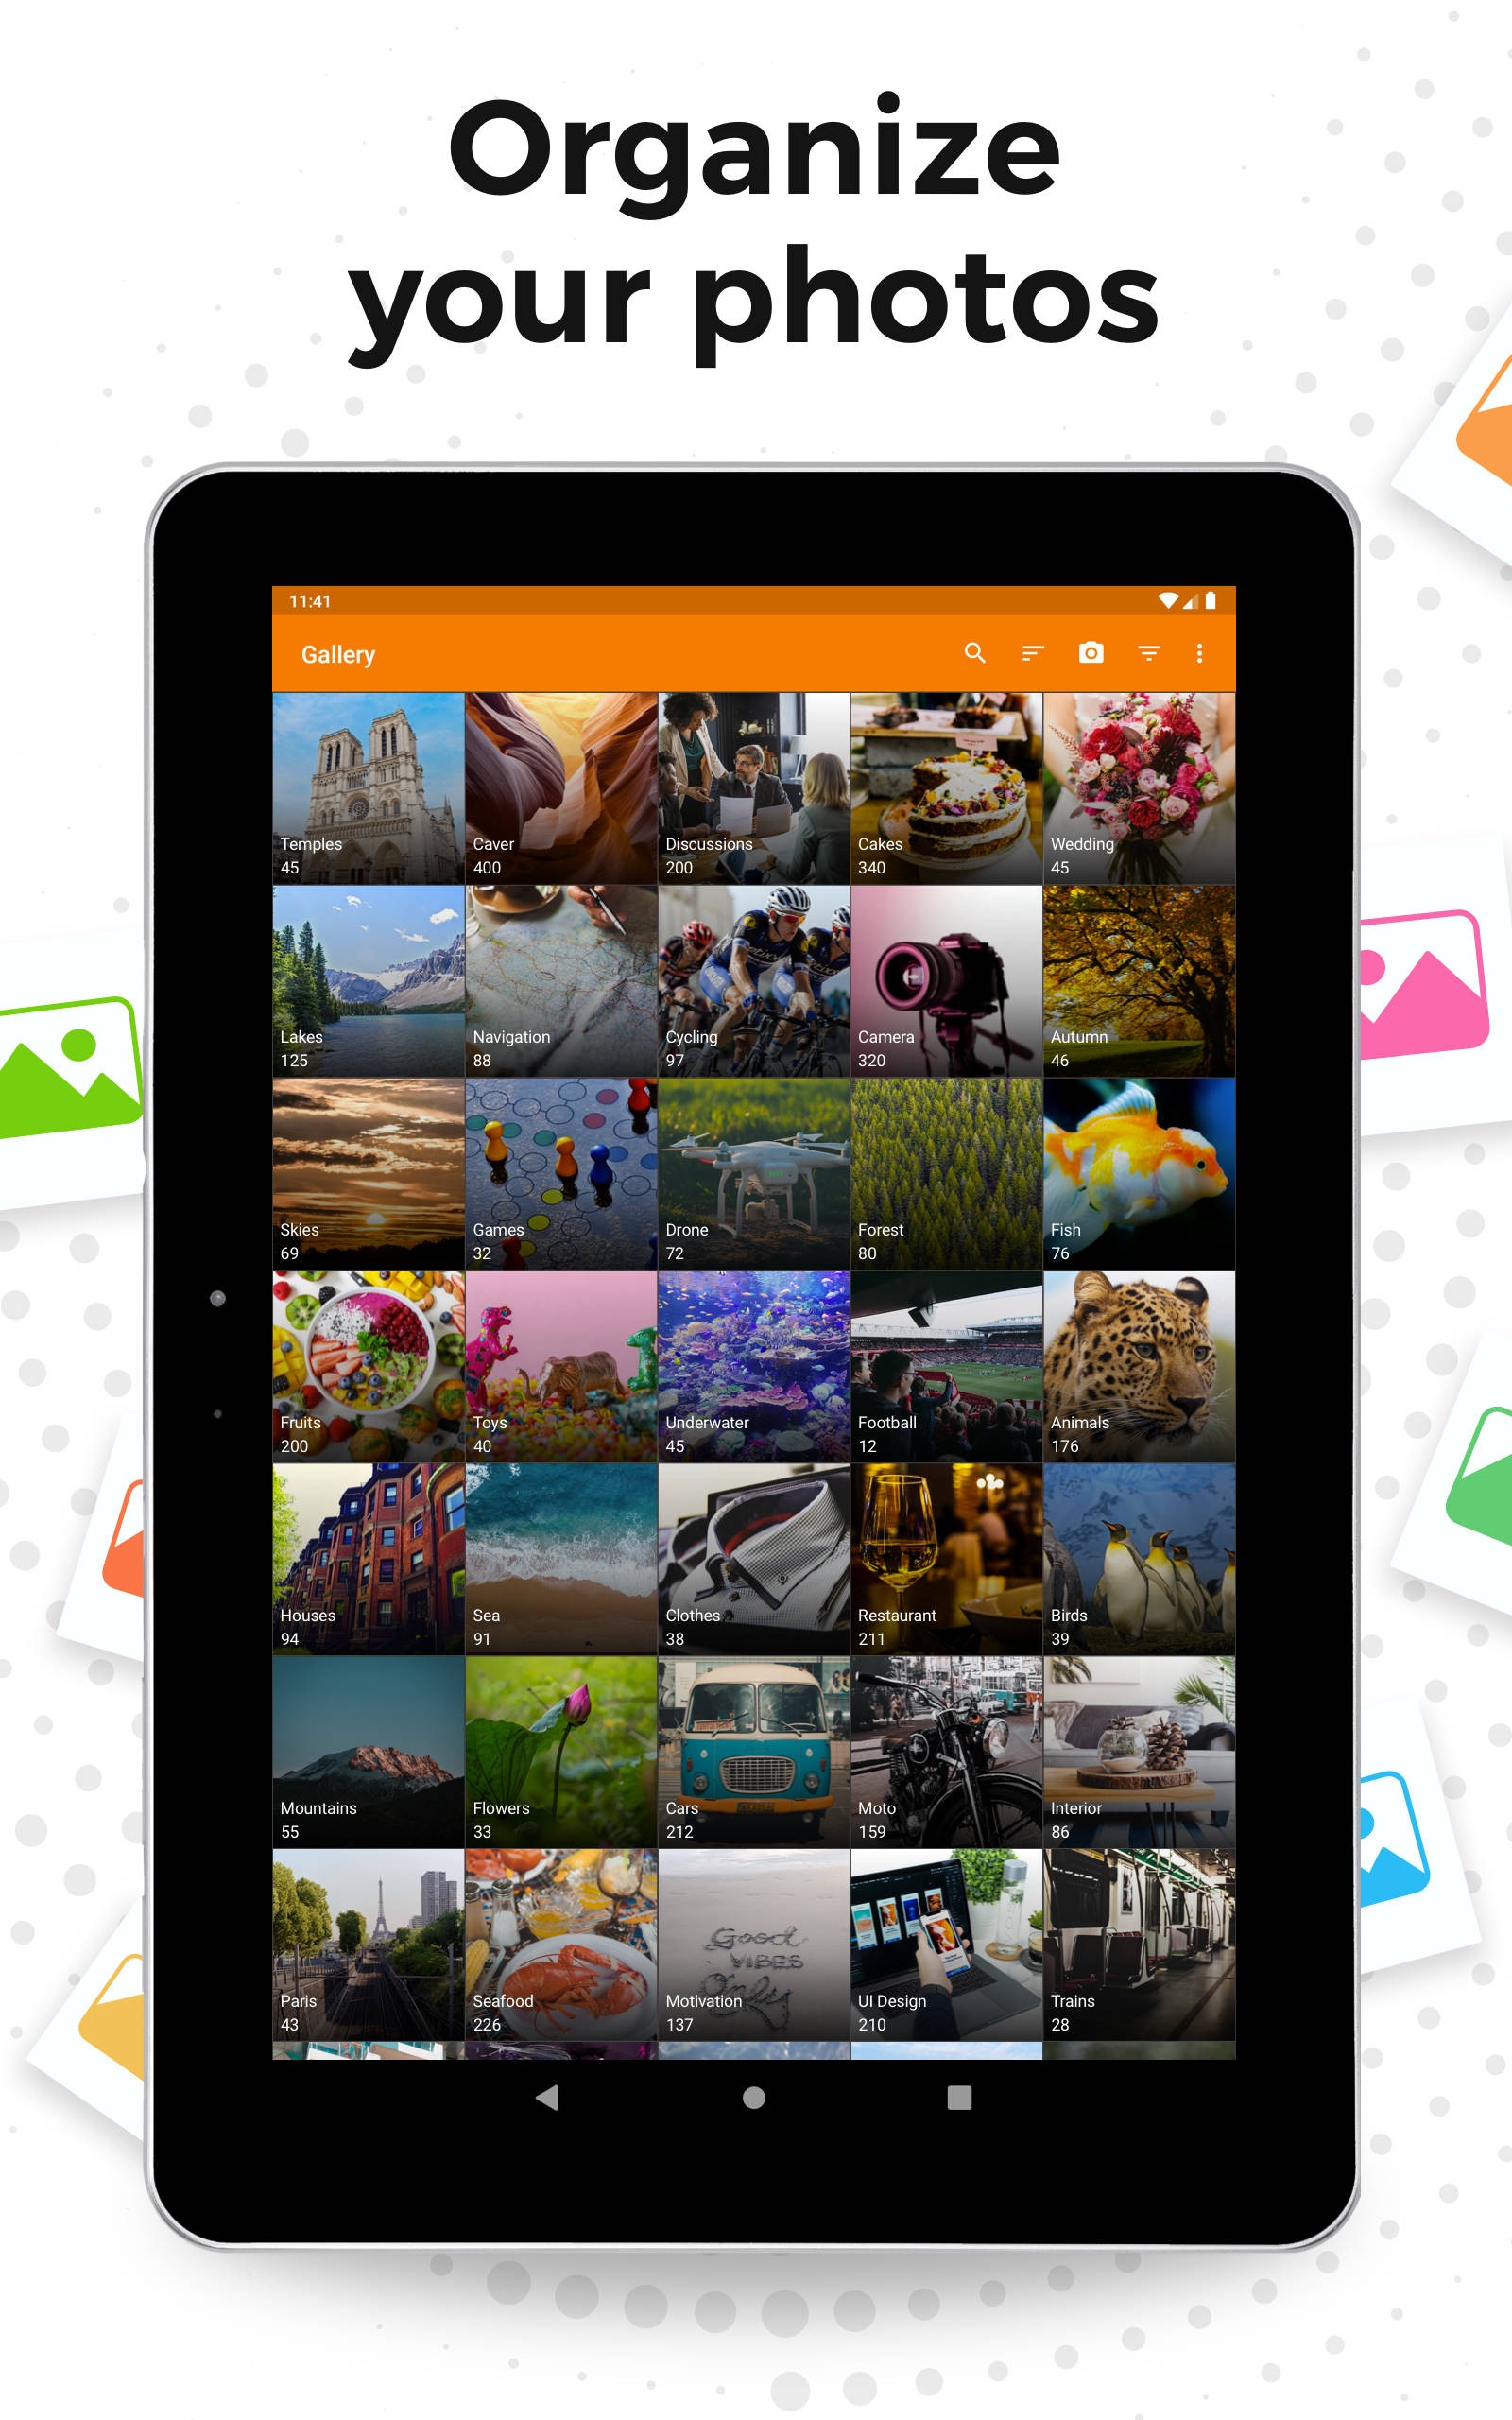 Organize
your photos
11:41
Gallery
Temples
45
Caver
400
Discussions
200
Cakes
340
Wedding
45
Lakes
125
Navigation
88
Cycling
97
Camera
320
Autumn
46
Skies
69
Games
32
Drone
72
Forest
80
Fish
76
Fruits
200
Toys
40
Underwater
45
Football
12
Animals
176
Houses
94
Sea
91
Clothes
38
Restaurant
211
Birds
39
Mountains
55
Flowers
33
Cars
212
Moto
159
Interior
86
Paris
43
Seafood
226
Good
VIBES
Only
Motivation
137
UI Design
210
Trains
28